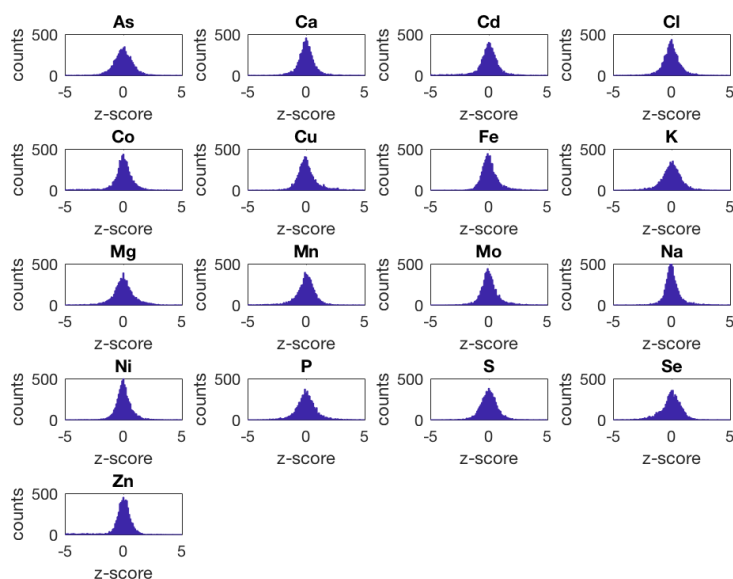 As Ca Cd Cl
500 500 500 500
counts counts counts counts
0 0 0 0
-5 0 5 -5 0 5 -5 0 5 -5 0 5
z-score z-score z-score z-score
Co Cu Fe K
500 500 500 500
counts counts counts counts
0 0 0 0
-5 0 5 -5 0 5 -5 0 5 -5 0 5
z-score z-score z-score z-score
Mg Mn Mo Na
500 500 500 500
counts counts counts counts
0 0 0 0
-5 0 5 -5 0 5 -5 0 5 -5 0 5
z-score z-score z-score z-score
Ni P S Se
500 500 500 500
counts counts counts counts
0 0 0 0
-5 0 5 -5 0 5 -5 0 5 -5 0 5
z-score z-score z-score z-score
Zn
500
counts
0
-5 0 5
z-score